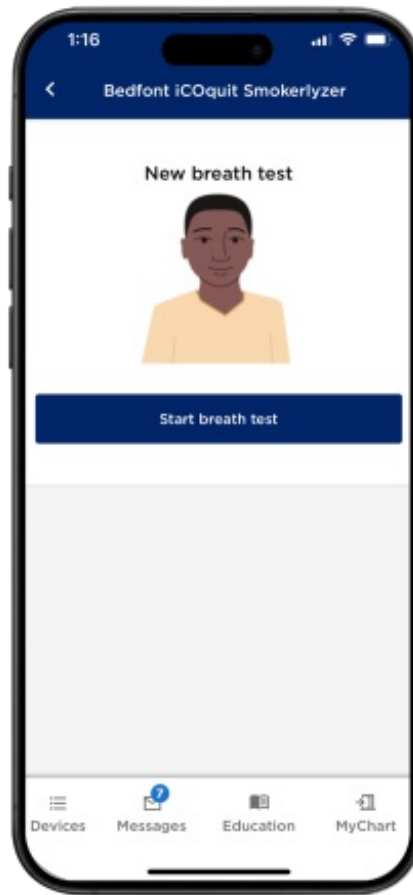 1:16
Bedfont iCOquit Smokerlyzer
New breath test
Start breath test
7
Devices Messages Education MyChart